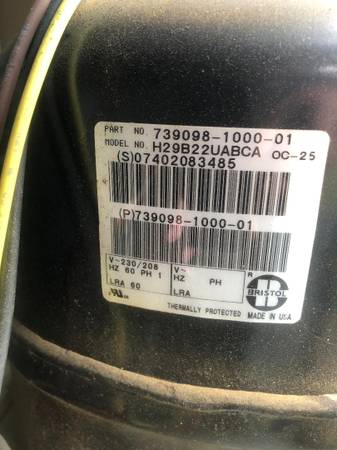 PART NO. 739098-1000-01
MODEL NO. H29B22UABCA OC-25
(S)07402083485
(P)739098-1000-01
V~230/208
HZ 60 PH 1
LRA 60
V~
HZ PH
LRA
R
BRISTOL
THERMALLY PROTECTED MADE IN USA